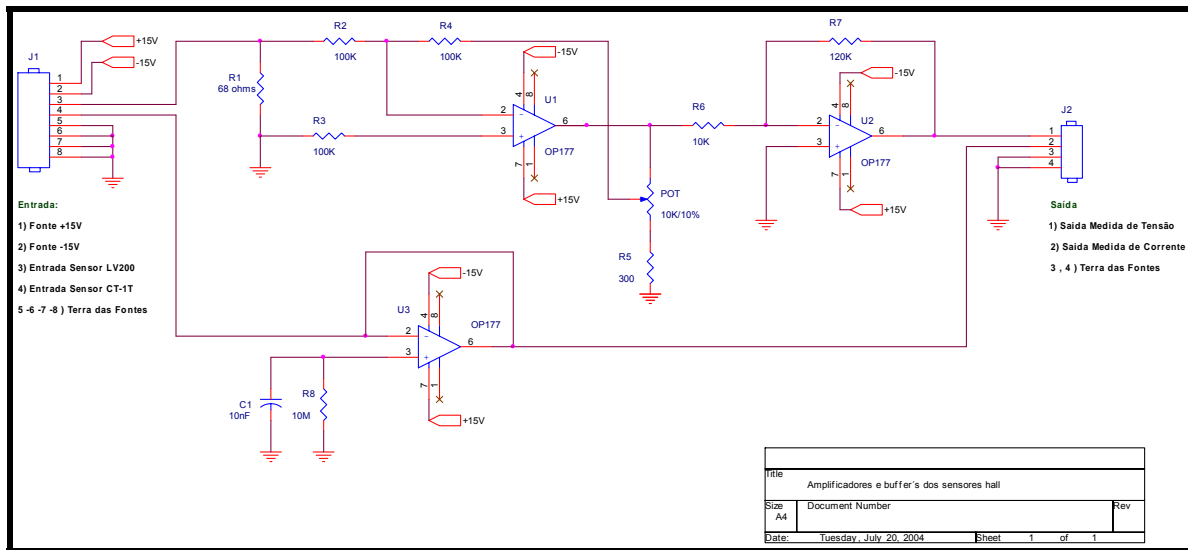 +15V
-15V
J1
1
2
3
4
5
6
7
8
R1
68 ohms
R2
100K
R4
100K
R3
100K
-15V
4
8
U1
2
3
6
7
1
OP177
+15V
POT
10K/10%
R5
300
R6
10K
R7
120K
-15V
4
8
U2
2
3
6
7
1
OP177
+15V
J2
1
2
3
4
Entrada:
1) Fonte +15V
2) Fonte -15V
3) Entrada Sensor LV200
4) Entrada Sensor CT-1T
5 -6 -7 -8 ) Terra das Fontes
Saída
1) Saida Medida de Tensão
2) Saida Medida de Corrente
3 , 4 ) Terra das Fontes
-15V
U3
4
8
OP177
2
3
6
7
1
+15V
C1
10nF
R8
10M
Title
Amplificadores e buffer´s dos sensores hall
Size
A4
Document Number
Rev
Date:
Tuesday, July 20, 2004
Sheet
1 of 1